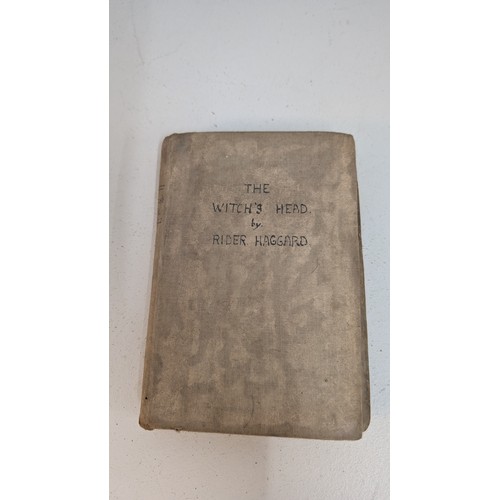 THE
WITCH'S HEAD.
by.
RIDER HAGGARD.